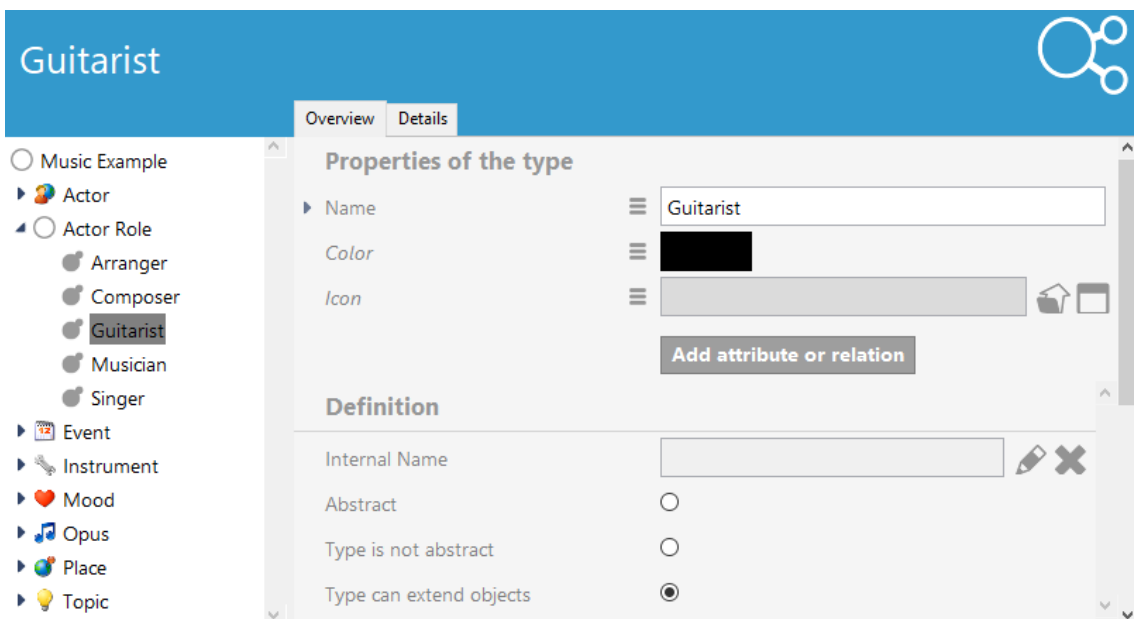 Guitarist
Overview Details
Music Example
Actor
Actor Role
Arranger
Composer
Guitarist
Musician
Singer
Event
12
Instrument
Mood
Opus
Place
Topic
Properties of the type
Name Guitarist
Color
Icon
Add attribute or relation
Definition
Internal Name
Abstract
Type is not abstract
Type can extend objects